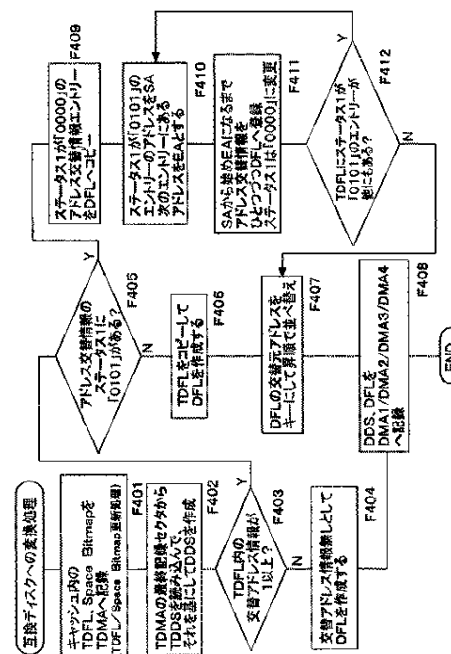 互換ディスクへの変換処理
キャッシュ内の
TDFL、Space Bitmapを
TDMAへ記録
(TDFL/Space Bitmap更新処理)
F401
TDMAの最終記録セクタから
TDDSを読み込んで、
それを基にしてDDSを作成
F402
TDFL内の
交替アドレス情報が
1以上?
F403
Y
N
交替アドレス情報無しとして
DFLを作成する
F404
アドレス交替情報の
ステータス1に
「0101」がある?
F405
Y
N
TDFLをコピーして
DFLを作成する
F406
DFLの交替元アドレスを
キーにして昇順で並べ替え
F407
DDS、DFLを
DMA1/DMA2/DMA3/DMA4
へ記録
F408
END
ステータス1が「0000」の
アドレス交替情報エントリー
をDFLへコピー
F409
ステータス1が「0101」の
エントリーのアドレスをSA
次のエントリーにある
アドレスをEAとする
F410
SAから始めEAになるまで
アドレス交替情報を
ひとつづつDFLへ登録
ステータス1は「0000」に変更
F411
TDFLにステータス1が
「0101」のエントリーが
他にもある?
F412
Y
N